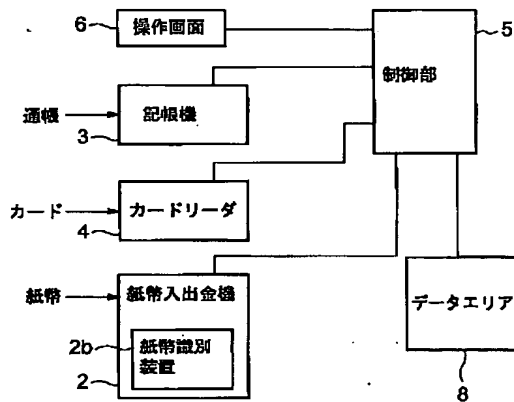 6
操作画面
5
制御部
通帳
記帳機
3
カード
カードリーダ
4
紙幣
紙幣入出金機
2b
紙幣識別
装置
2
データエリア
8